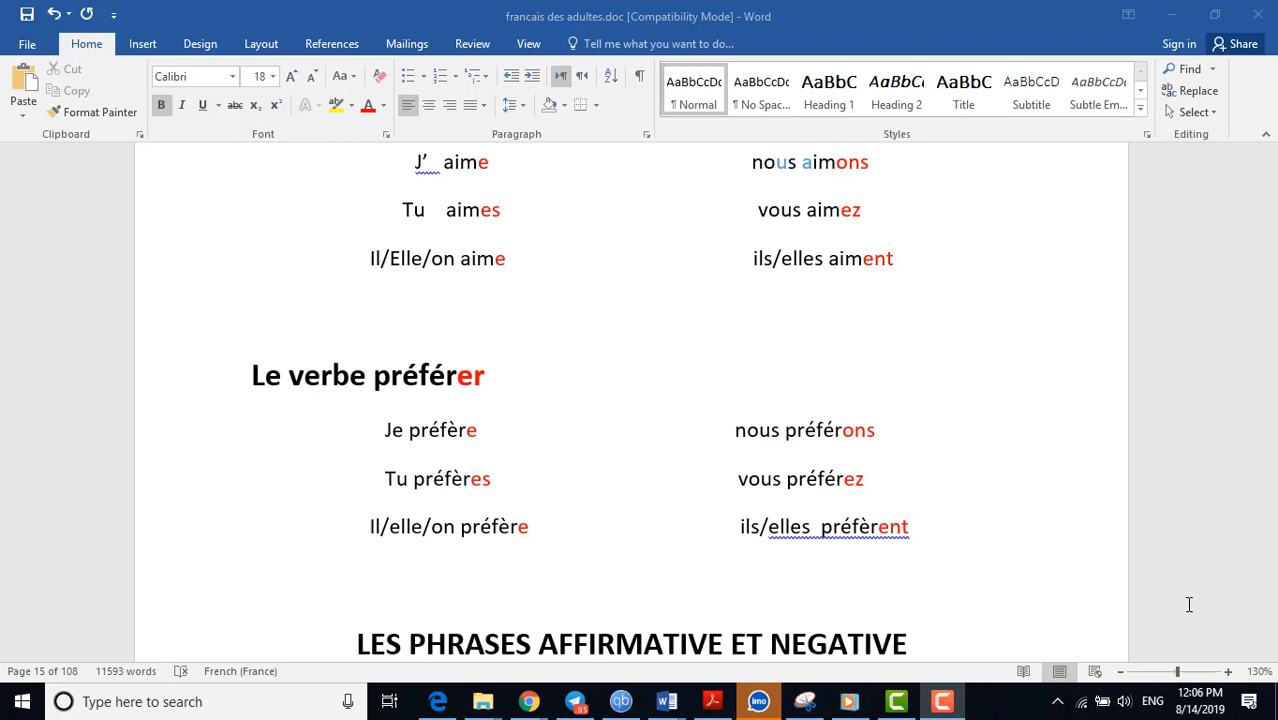 francais des adultes.doc [Compatibility Mode] - Word
File Home Insert Design Layout References Mailings Review View Tell me what you want to do... Sign in Share
Paste Cut Copy Format Painter
Clipboard
Calibri 18 A A Aa
B I U abc x₂ x² A A
Font
Paragraph
AaBbCcDc AaBbCcDc AaBbC AaBbCc AaBbC AaBbCcD AaBbCcDc
¶ Normal ¶ No Spac... Heading 1 Heading 2 Title Subtitle Subtle Em...
Styles
Find
Replace
Select
Editing
J’ aime nous aimons
Tu aimes vous aimez
Il/Elle/on aime ils/elles aiment
Le verbe préférer
Je préfère nous préférons
Tu préfères vous préférez
Il/elle/on préfère ils/elles préfèrent
LES PHRASES AFFIRMATIVE ET NEGATIVE
Page 15 of 108 11593 words French (France) 130%
Type here to search 95 imo ENG 12:06 PM
8/14/2019